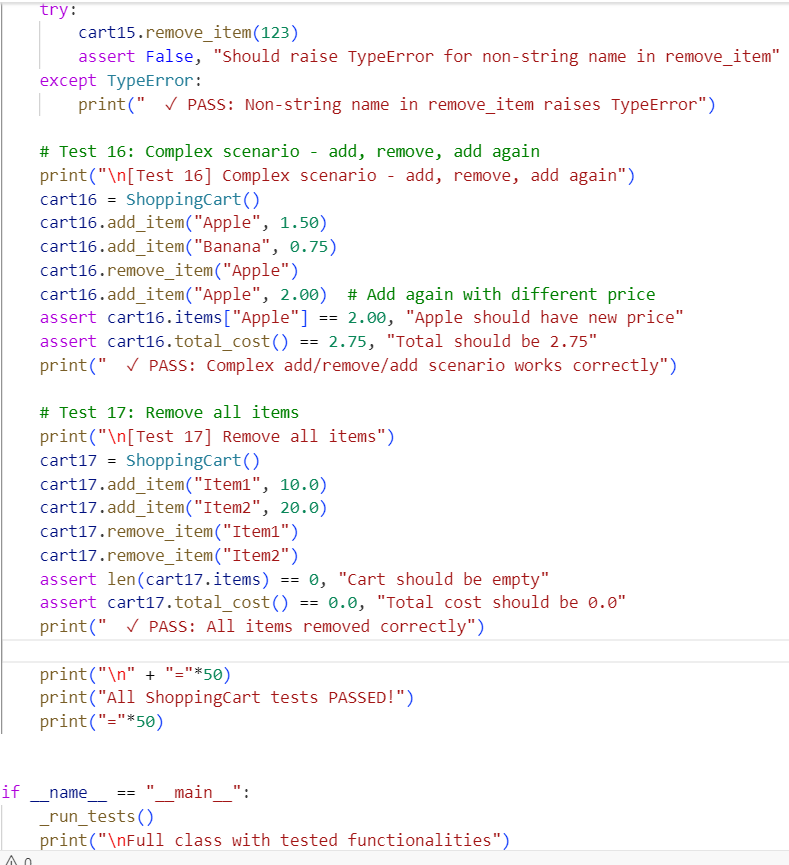 try:
        cart15.remove_item(123)
        assert False, "Should raise TypeError for non-string name in remove_item"
    except TypeError:
        print("  ✓ PASS: Non-string name in remove_item raises TypeError")

    # Test 16: Complex scenario - add, remove, add again
    print("\n[Test 16] Complex scenario - add, remove, add again")
    cart16 = ShoppingCart()
    cart16.add_item("Apple", 1.50)
    cart16.add_item("Banana", 0.75)
    cart16.remove_item("Apple")
    cart16.add_item("Apple", 2.00)  # Add again with different price
    assert cart16.items["Apple"] == 2.00, "Apple should have new price"
    assert cart16.total_cost() == 2.75, "Total should be 2.75"
    print("  ✓ PASS: Complex add/remove/add scenario works correctly")

    # Test 17: Remove all items
    print("\n[Test 17] Remove all items")
    cart17 = ShoppingCart()
    cart17.add_item("Item1", 10.0)
    cart17.add_item("Item2", 20.0)
    cart17.remove_item("Item1")
    cart17.remove_item("Item2")
    assert len(cart17.items) == 0, "Cart should be empty"
    assert cart17.total_cost() == 0.0, "Total cost should be 0.0"
    print("  ✓ PASS: All items removed correctly")

    print("\n" + "="*50)
    print("All ShoppingCart tests PASSED!")
    print("="*50)


if __name__ == "__main__":
    _run_tests()
    print("\nFull class with tested functionalities")
⚠ 0